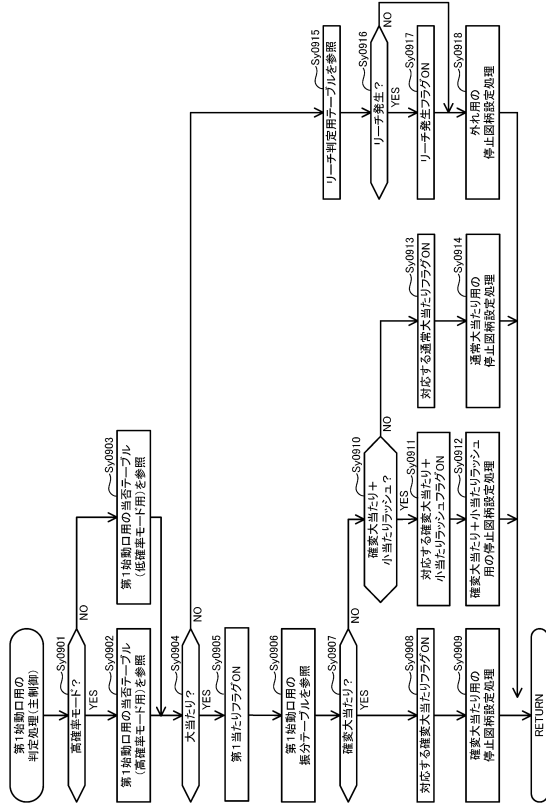 第1始動口用の
判定処理(主制御)
Sy0901
高確率モード?
NO
YES
Sy0902
第1始動口用の当否テーブル
(高確率モード用)を参照
Sy0903
第1始動口用の当否テーブル
(低確率モード用)を参照
Sy0904
大当たり?
NO
YES
Sy0905
第1当たりフラグON
Sy0906
第1始動口用の
振分テーブルを参照
Sy0907
確変大当たり?
NO
YES
Sy0908
対応する確変大当たりフラグON
Sy0909
確変大当たり用の
停止図柄設定処理
Sy0910
確変大当たり+
小当たりラッシュ?
NO
YES
Sy0911
対応する確変大当たり+
小当たりラッシュフラグON
Sy0912
確変大当たり+小当たりラッシュ
用の停止図柄設定処理
Sy0913
対応する通常大当たりフラグON
Sy0914
通常大当たり用の
停止図柄設定処理
Sy0915
リーチ判定用テーブルを参照
Sy0916
リーチ発生?
NO
YES
Sy0917
リーチ発生フラグON
Sy0918
外れ用の
停止図柄設定処理
RETURN